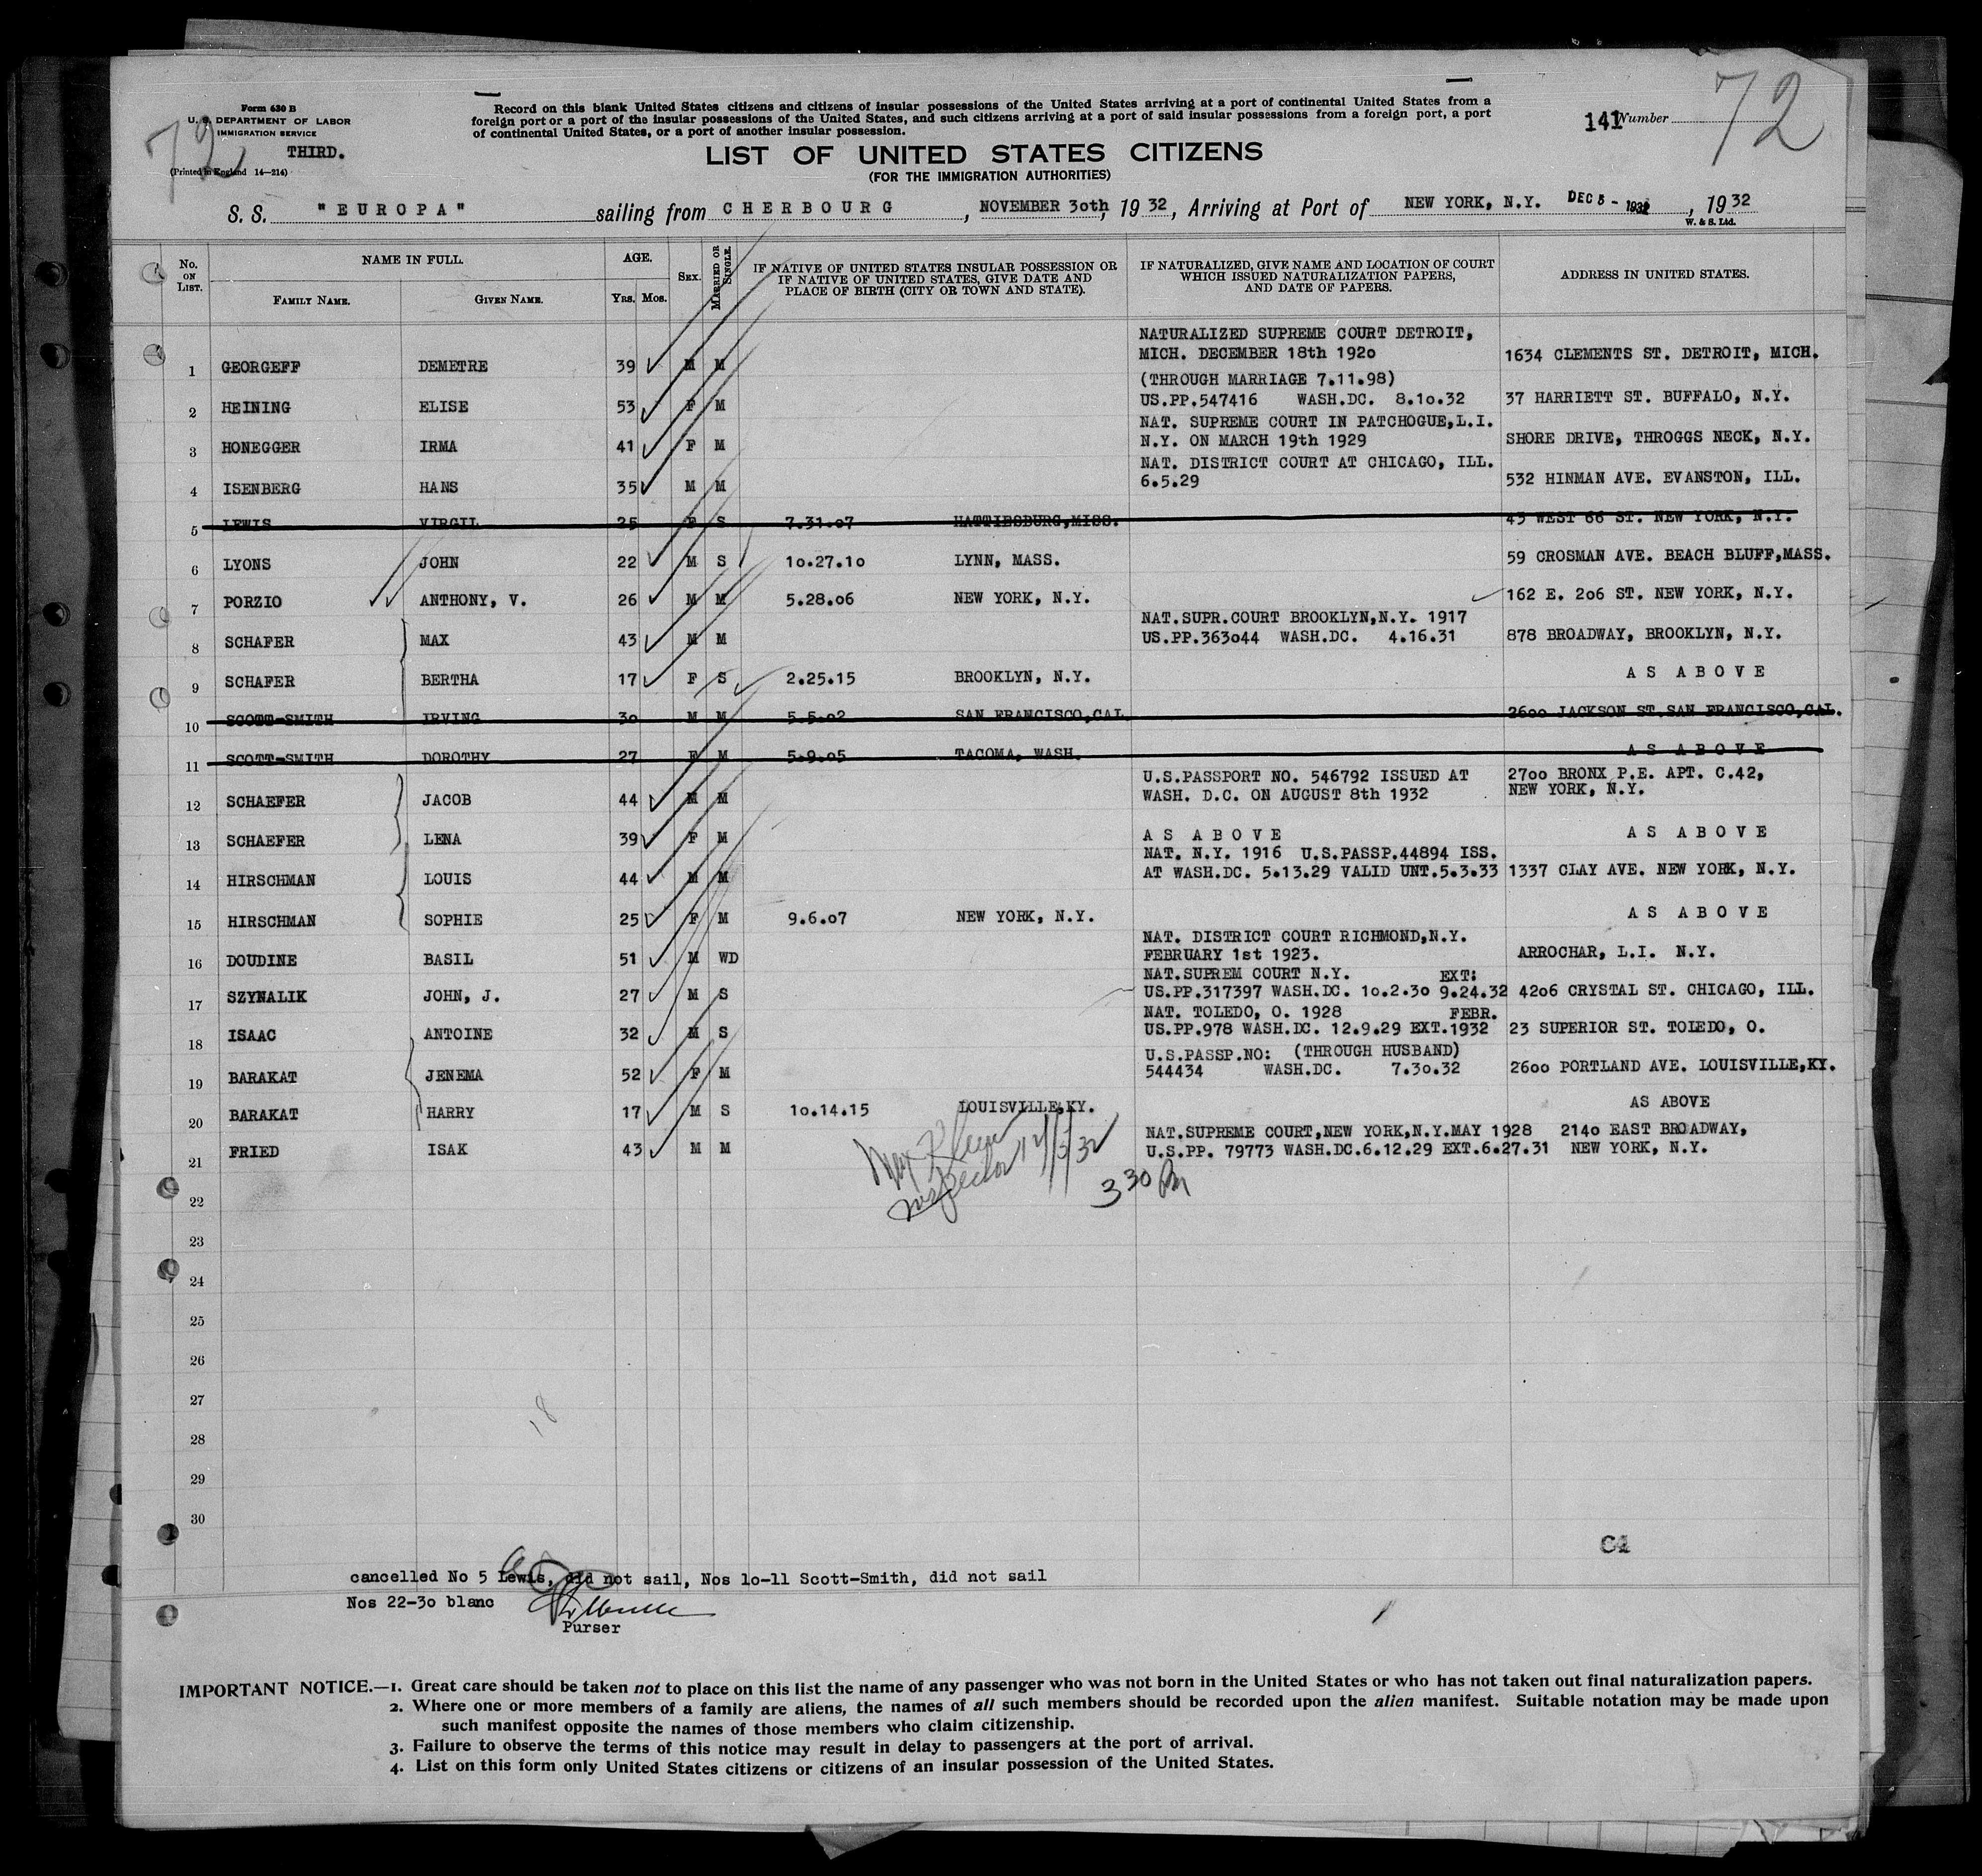 Form 630 B
U. S. DEPARTMENT OF LABOR
IMMIGRATION SERVICE
THIRD.
(Printed in England 14—214)
72
Record on this blank United States citizens and citizens of insular possessions of the United States arriving at a port of continental United States from a
foreign port or a port of the insular possessions of the United States, and such citizens arriving at a port of said insular possessions from a foreign port, a port
of continental United States, or a port of another insular possession.
141 Number
72
LIST OF UNITED STATES CITIZENS
(FOR THE IMMIGRATION AUTHORITIES)
S. S. "EUROPA" sailing from CHERBOURG, NOVEMBER 30th, 1932, Arriving at Port of NEW YORK, N.Y. DEC 5 - 1932, 1932
W. & S. Ltd.
No. ON LIST.
NAME IN FULL.
FAMILY NAME.
GIVEN NAME.
AGE.
YRS. MOS.
SEX.
MARRIED OR SINGLE.
IF NATIVE OF UNITED STATES INSULAR POSSESSION OR
IF NATIVE OF UNITED STATES, GIVE DATE AND
PLACE OF BIRTH (CITY OR TOWN AND STATE).
IF NATURALIZED, GIVE NAME AND LOCATION OF COURT
WHICH ISSUED NATURALIZATION PAPERS,
AND DATE OF PAPERS.
ADDRESS IN UNITED STATES.
NATURALIZED SUPREME COURT DETROIT,
1 GEORGEFF DEMETRE 39 M M MICH. DECEMBER 18th 1920 1634 CLEMENTS ST. DETROIT, MICH.
(THROUGH MARRIAGE 7.11.98)
2 HEINING ELISE 53 F M US.PP.547416 WASH.DC. 8.10.32 37 HARRIETT ST. BUFFALO, N.Y.
NAT. SUPREME COURT IN PATCHOGUE,L.I.
3 HONEGGER IRMA 41 F M N.Y. ON MARCH 19th 1929 SHORE DRIVE, THROGGS NECK, N.Y.
NAT. DISTRICT COURT AT CHICAGO, ILL.
4 ISENBERG HANS 35 M M 6.5.29 532 HINMAN AVE. EVANSTON, ILL.
5 LEWIS VIRGIL 25 F S 7.31.07 HATTIESBURG,MISS. 45 WEST 66 ST. NEW YORK, N.Y.
6 LYONS JOHN 22 M S 10.27.10 LYNN, MASS. 59 CROSMAN AVE. BEACH BLUFF,MASS.
7 PORZIO ANTHONY, V. 26 M M 5.28.06 NEW YORK, N.Y. 162 E. 206 ST. NEW YORK, N.Y.
NAT.SUPR.COURT BROOKLYN,N.Y. 1917
8 SCHAFER MAX 43 M M US.PP.363044 WASH.DC. 4.16.31 878 BROADWAY, BROOKLYN, N.Y.
9 SCHAFER BERTHA 17 F S 2.25.15 BROOKLYN, N.Y. AS ABOVE
10 SCOTT-SMITH IRVING 30 M M 5.5.02 SAN FRANCISCO,CAL. 2600 JACKSON ST.SAN FRANCISCO,CAL.
11 SCOTT-SMITH DOROTHY 27 F M 5.9.05 TACOMA, WASH. AS ABOVE
U.S.PASSPORT NO. 546792 ISSUED AT 2700 BRONX P.E. APT. C.42,
12 SCHAEFER JACOB 44 M M WASH. D.C. ON AUGUST 8th 1932 NEW YORK, N.Y.
13 SCHAEFER LENA 39 F M AS ABOVE AS ABOVE
NAT. N.Y. 1916 U.S.PASSP.44894 ISS.
14 HIRSCHMAN LOUIS 44 M M AT WASH.DC. 5.13.29 VALID UNT.5.3.33 1337 CLAY AVE. NEW YORK, N.Y.
15 HIRSCHMAN SOPHIE 25 F M 9.6.07 NEW YORK, N.Y. AS ABOVE
NAT. DISTRICT COURT RICHMOND,N.Y.
16 DOUDINE BASIL 51 M WD FEBRUARY 1st 1923. ARROCHAR, L.I. N.Y.
NAT.SUPREM COURT N.Y. EXT:
17 SZYNALIK JOHN, J. 27 M S US.PP.317397 WASH.DC. 10.2.30 9.24.32 4206 CRYSTAL ST. CHICAGO, ILL.
NAT. TOLEDO, O. 1928 FEBR.
18 ISAAC ANTOINE 32 M S US.PP.978 WASH.DC. 12.9.29 EXT.1932 23 SUPERIOR ST. TOLEDO, O.
U.S.PASSP.NO: (THROUGH HUSBAND)
19 BARAKAT JENEMA 52 F M 544434 WASH.DC. 7.30.32 2600 PORTLAND AVE. LOUISVILLE,KY.
20 BARAKAT HARRY 17 M S 10.14.15 LOUISVILLE,KY. AS ABOVE
NAT.SUPREME COURT,NEW YORK,N.Y.MAY 1928 2140 EAST BROADWAY,
21 FRIED ISAK 43 M M U.S.PP. 79773 WASH.DC.6.12.29 EXT.6.27.31 NEW YORK, N.Y.
Max Klein 12/5/32
Inspector
3 30 Pm
22
23
24
25
26
27
28
29
30
18
cancelled No 5 Lewis, did not sail, Nos 10-11 Scott-Smith, did not sail
Nos 22-30 blanc
Purser
IMPORTANT NOTICE.—1. Great care should be taken not to place on this list the name of any passenger who was not born in the United States or who has not taken out final naturalization papers.
2. Where one or more members of a family are aliens, the names of all such members should be recorded upon the alien manifest. Suitable notation may be made upon
such manifest opposite the names of those members who claim citizenship.
3. Failure to observe the terms of this notice may result in delay to passengers at the port of arrival.
4. List on this form only United States citizens or citizens of an insular possession of the United States.